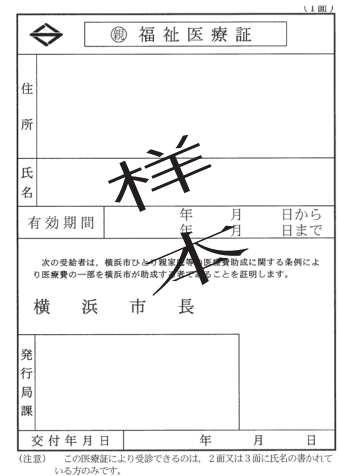 (1面)
㊞親 福祉医療証
住所
氏名
有効期間 年 月 日から
年 月 日まで
様本
次の受給者は、横浜市ひとり親家庭等の医療費助成に関する条例によ
り医療費の一部を横浜市が助成する者であることを証明します。
横浜市長
発行局課
交付年月日 年 月 日
(注意) この医療証により受診できるのは、2面又は3面に氏名の書かれて
いる方のみです。